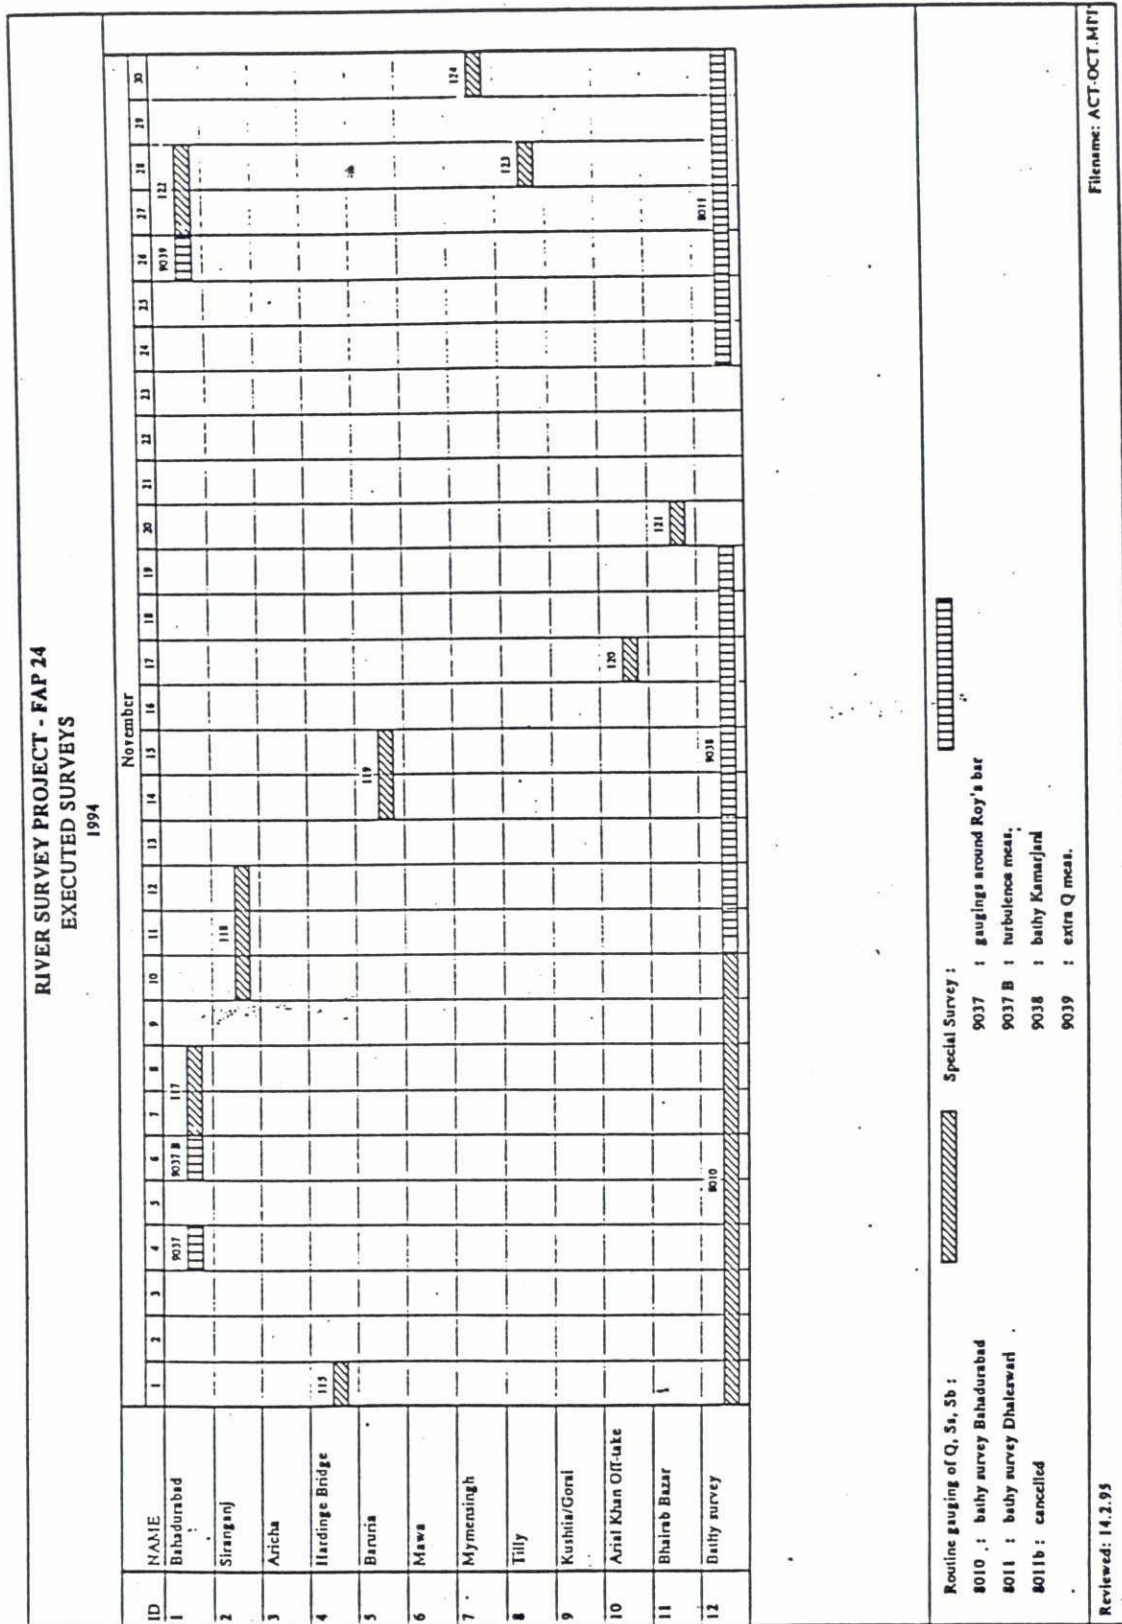 RIVER SURVEY PROJECT - FAP 24
EXECUTED SURVEYS
1994
November
ID NAME 1 2 3 4 5 6 7 8 9 10 11 12 13 14 15 16 17 18 19 20 21 22 23 24 25 26 27 28 29 30
1 Bahadurabad 9037 9037 B 117 9039 122
2 Siranganj 118
3 Aricha
4 Hardinge Bridge 115
5 Baruria 119
6 Mawa
7 Mymensingh 124
8 Tilly 123
9 Kushtia/Gorai
10 Arial Khan Off-take 120
11 Bhairab Bazar 121
12 Bathy survey 8010 9038 8011
Routine gauging of Q, Ss, Sb :
8010 : bathy survey Bahadurabad
8011 : bathy survey Dhaleswari
8011b : cancelled
Special Survey :
9037 : gaugings around Roy's bar
9037 B : turbulence meas.
9038 : bathy Kamarjani
9039 : extra Q meas.
Reviewed: 14.2.95
Filename: ACT-OCT.MPP